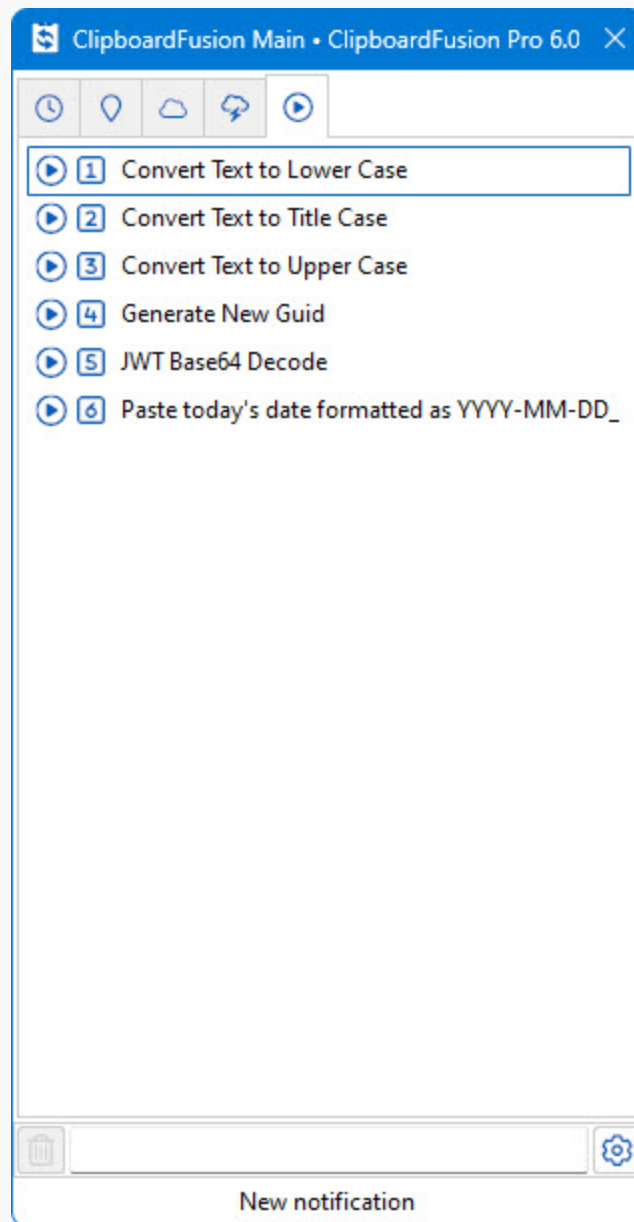 ClipboardFusion Main • ClipboardFusion Pro 6.0
1 Convert Text to Lower Case
2 Convert Text to Title Case
3 Convert Text to Upper Case
4 Generate New Guid
5 JWT Base64 Decode
6 Paste today's date formatted as YYYY-MM-DD_
New notification